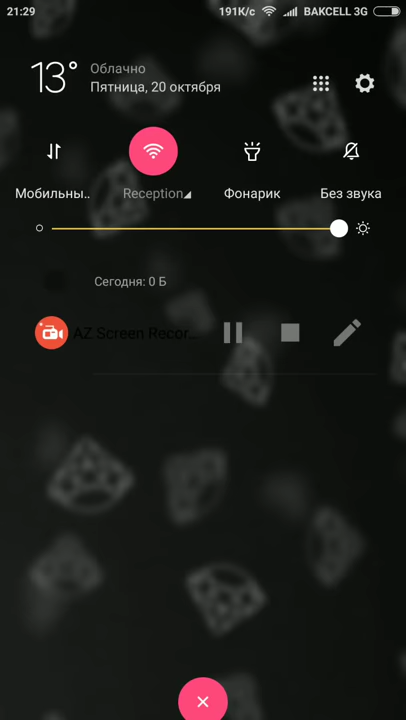 21:29
191К/с
BAKCELL 3G
13°
Облачно
Пятница, 20 октября
Мобильны..
Reception
Фонарик
Без звука
Сегодня: 0 Б
AZ Screen Recor...